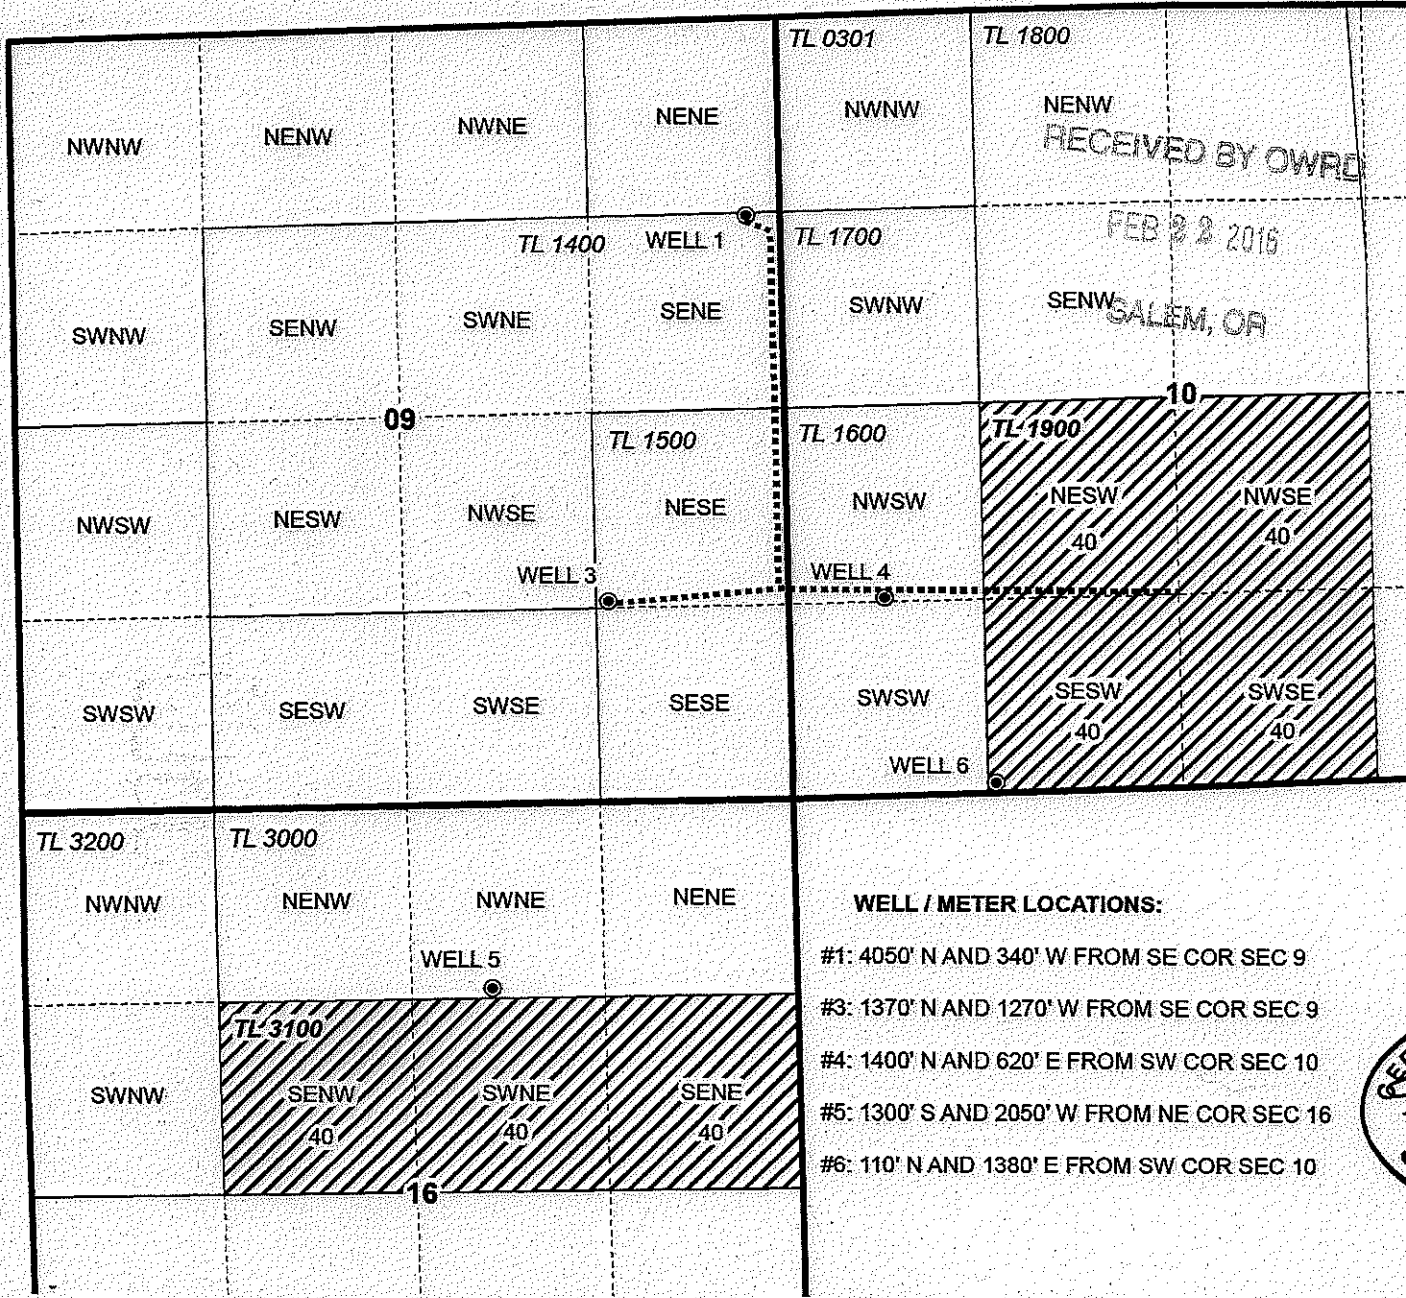 TL 0301 TL 1800
NWNW NENW NWNE NENE NWNW NENW
RECEIVED BY OWRD
TL 1400 WELL 1 TL 1700
FEB 2016
SWNW SENW SWNE SENE SWNW SENW
SALEM, OR
09 10
TL 1500 TL 1600 TL 1900
NWSW NESW NWSE NESE NWSW NESW NWSE
40 40
WELL 3 WELL 4
SWSW SESW SWSE SESE SWSW SESW SWSE
40 40
WELL 6
TL 3200 TL 3000
NWNW NENW NWNE NENE
WELL 5
TL 3100
SWNW SENW SWNE SENE
40 40 40
16
WELL / METER LOCATIONS:
#1: 4050' N AND 340' W FROM SE COR SEC 9
#3: 1370' N AND 1270' W FROM SE COR SEC 9
#4: 1400' N AND 620' E FROM SW COR SEC 10
#5: 1300' S AND 2050' W FROM NE COR SEC 16
#6: 110' N AND 1380' E FROM SW COR SEC 10